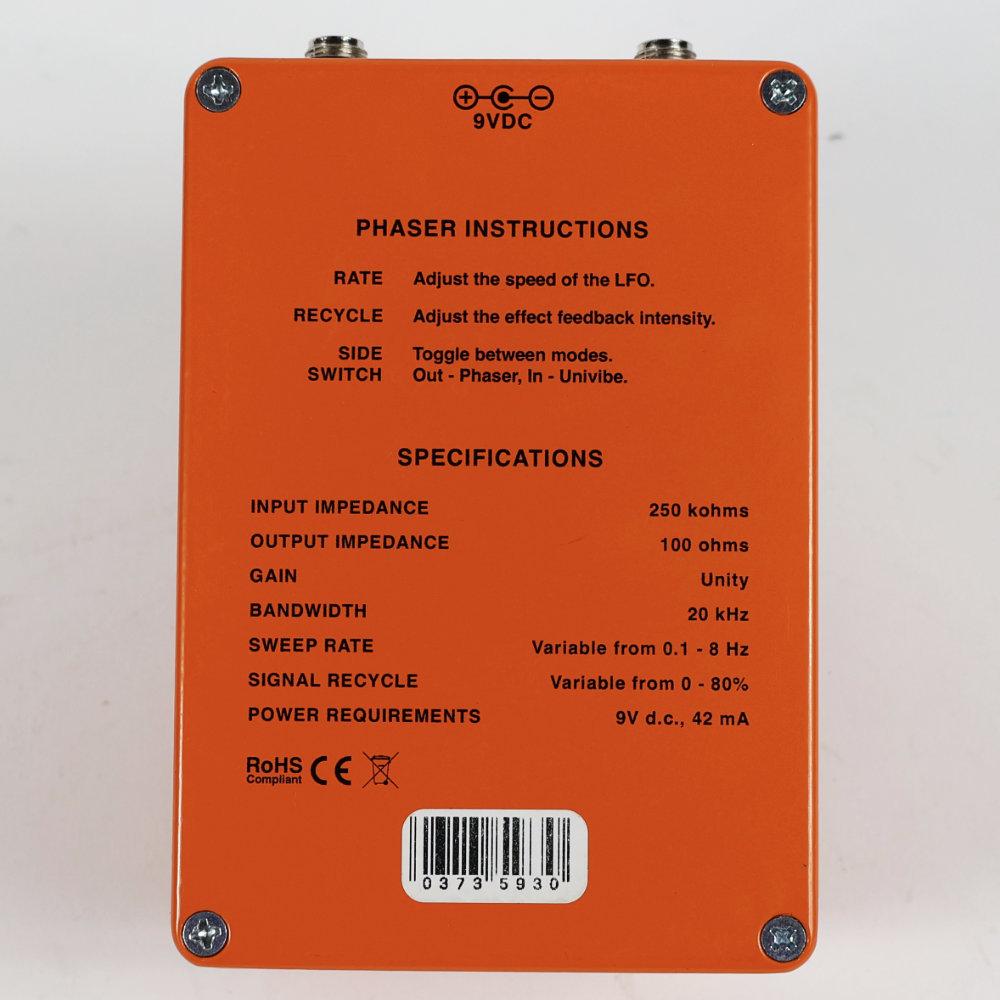 9VDC
PHASER INSTRUCTIONS
RATE Adjust the speed of the LFO.
RECYCLE Adjust the effect feedback intensity.
SIDE Toggle between modes.
SWITCH Out - Phaser, In - Univibe.
SPECIFICATIONS
INPUT IMPEDANCE 250 kohms
OUTPUT IMPEDANCE 100 ohms
GAIN Unity
BANDWIDTH 20 kHz
SWEEP RATE Variable from 0.1 - 8 Hz
SIGNAL RECYCLE Variable from 0 - 80%
POWER REQUIREMENTS 9V d.c., 42 mA
RoHS CE
Compliant
0373 5930